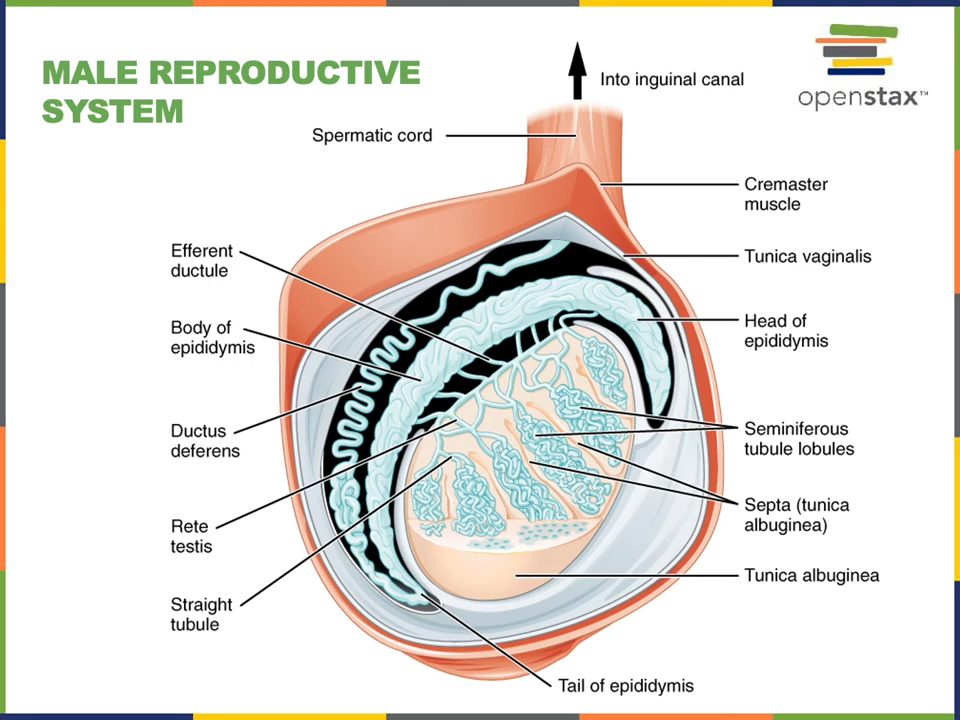 MALE REPRODUCTIVE
SYSTEM
openstax™
Into inguinal canal
Spermatic cord
Cremaster
muscle
Efferent
ductule
Tunica vaginalis
Body of
epididymis
Head of
epididymis
Ductus
deferens
Seminiferous
tubule lobules
Rete
testis
Septa (tunica
albuginea)
Tunica albuginea
Straight
tubule
Tail of epididymis